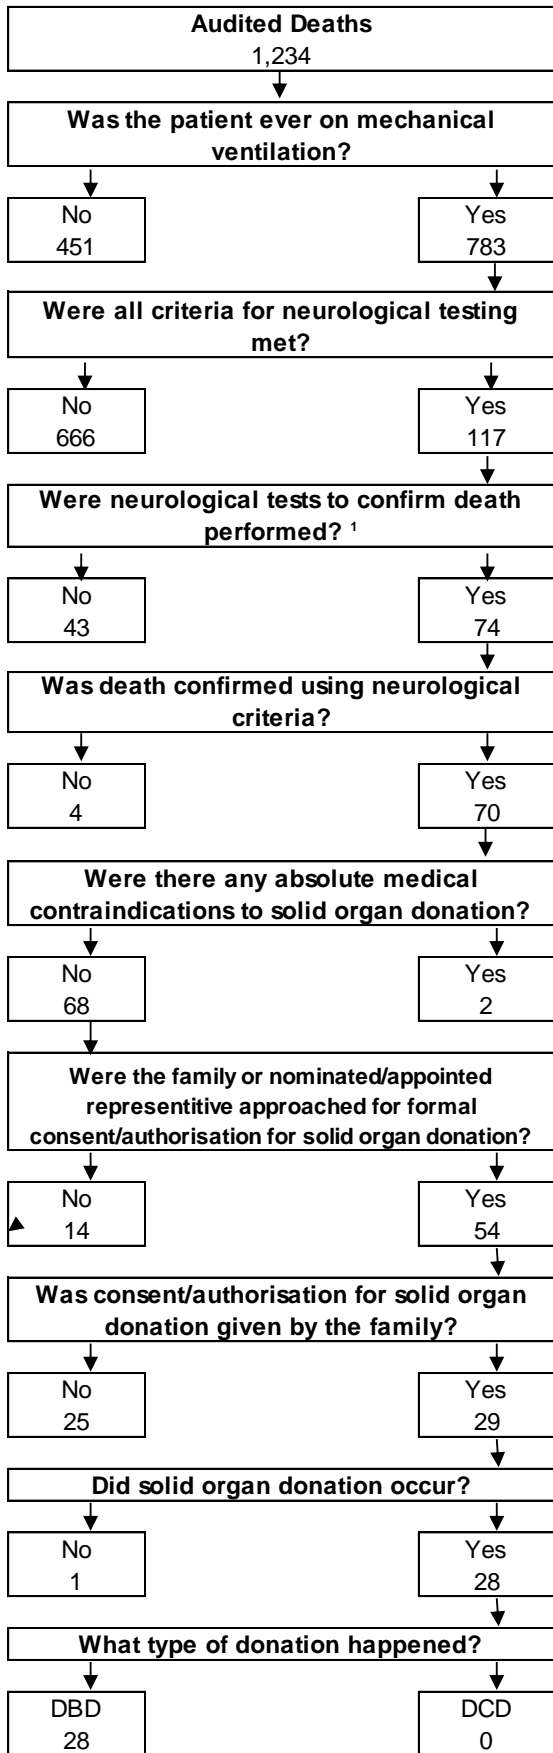 Audited Deaths
1,234
Was the patient ever on mechanical
ventilation?
No
451
Yes
783
Were all criteria for neurological testing
met?
No
666
Yes
117
Were neurological tests to confirm death
performed? ¹
No
43
Yes
74
Was death confirmed using neurological
criteria?
No
4
Yes
70
Were there any absolute medical
contraindications to solid organ donation?
No
68
Yes
2
Were the family or nominated/appointed
representitive approached for formal
consent/authorisation for solid organ donation?
No
14
Yes
54
Was consent/authorisation for solid organ
donation given by the family?
No
25
Yes
29
Did solid organ donation occur?
No
1
Yes
28
What type of donation happened?
DBD
28
DCD
0